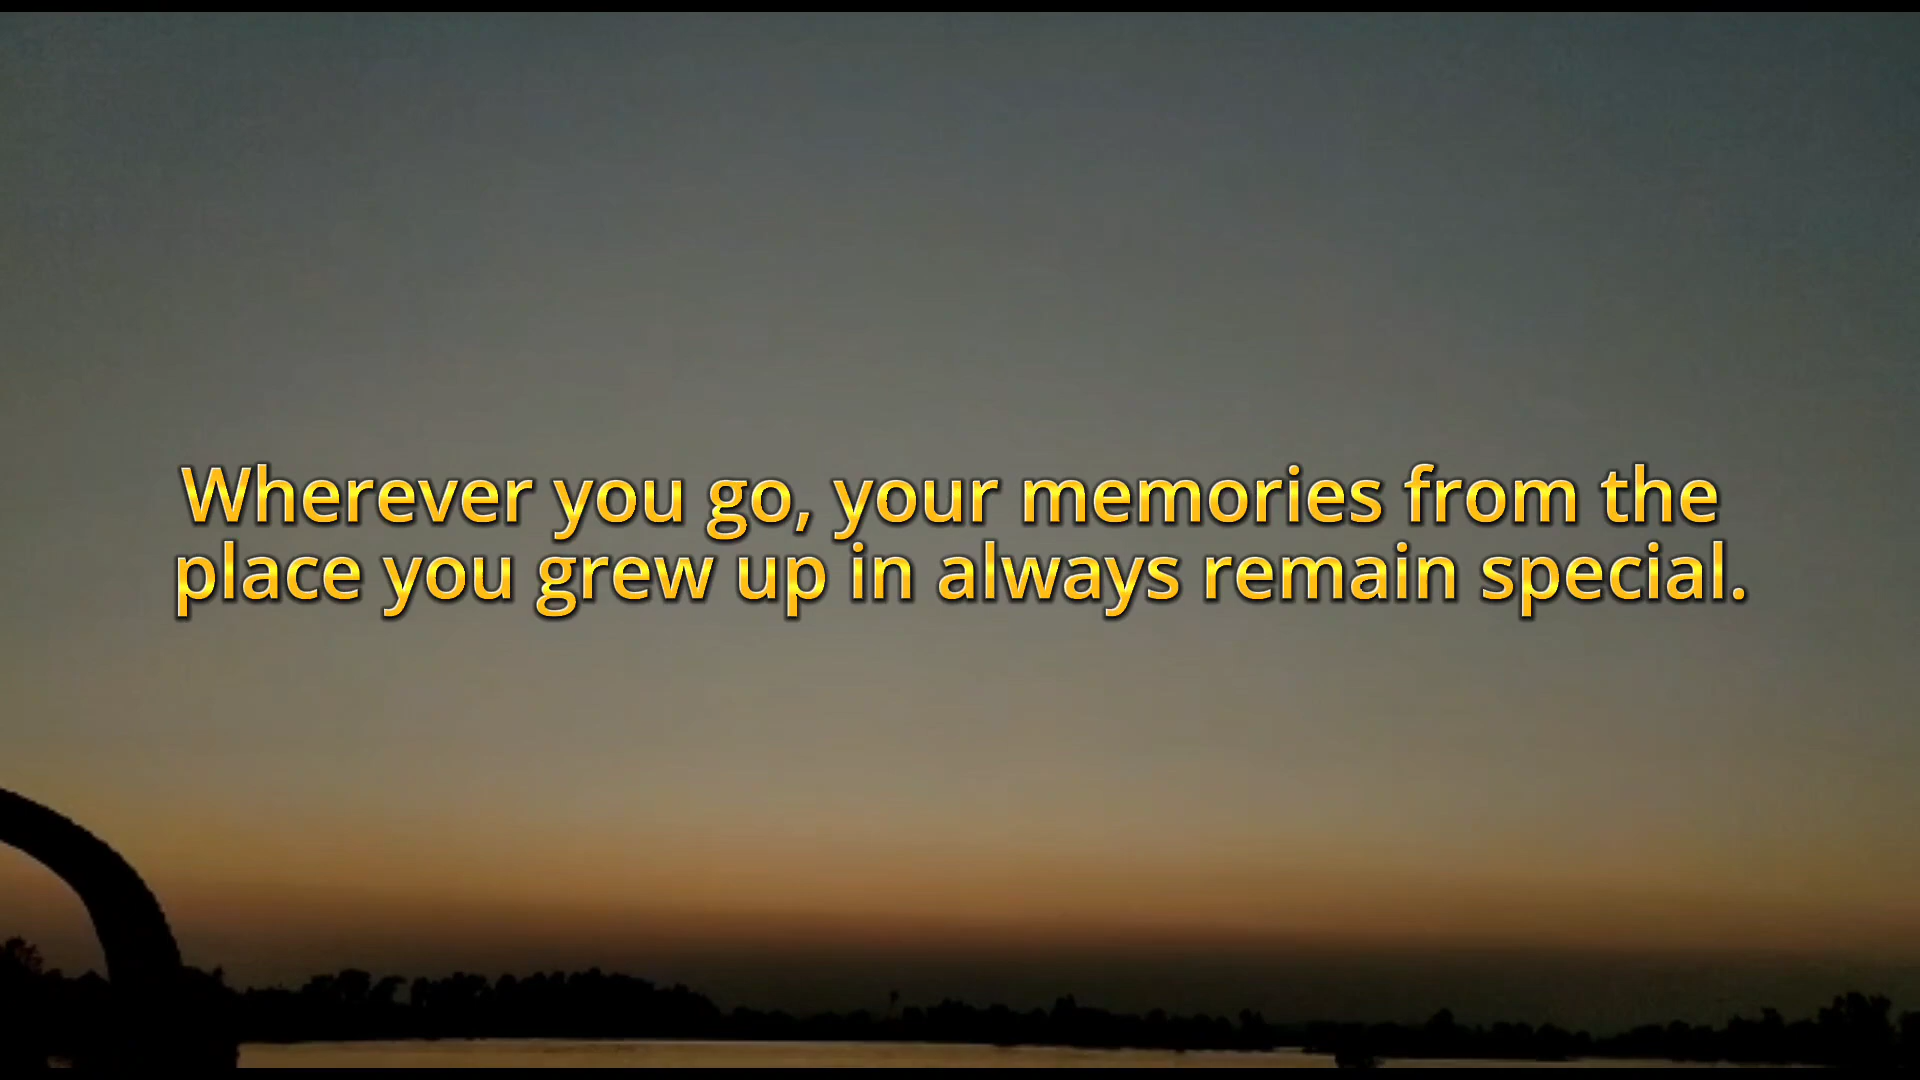 Wherever you go, your memories from the
place you grew up in always remain special.